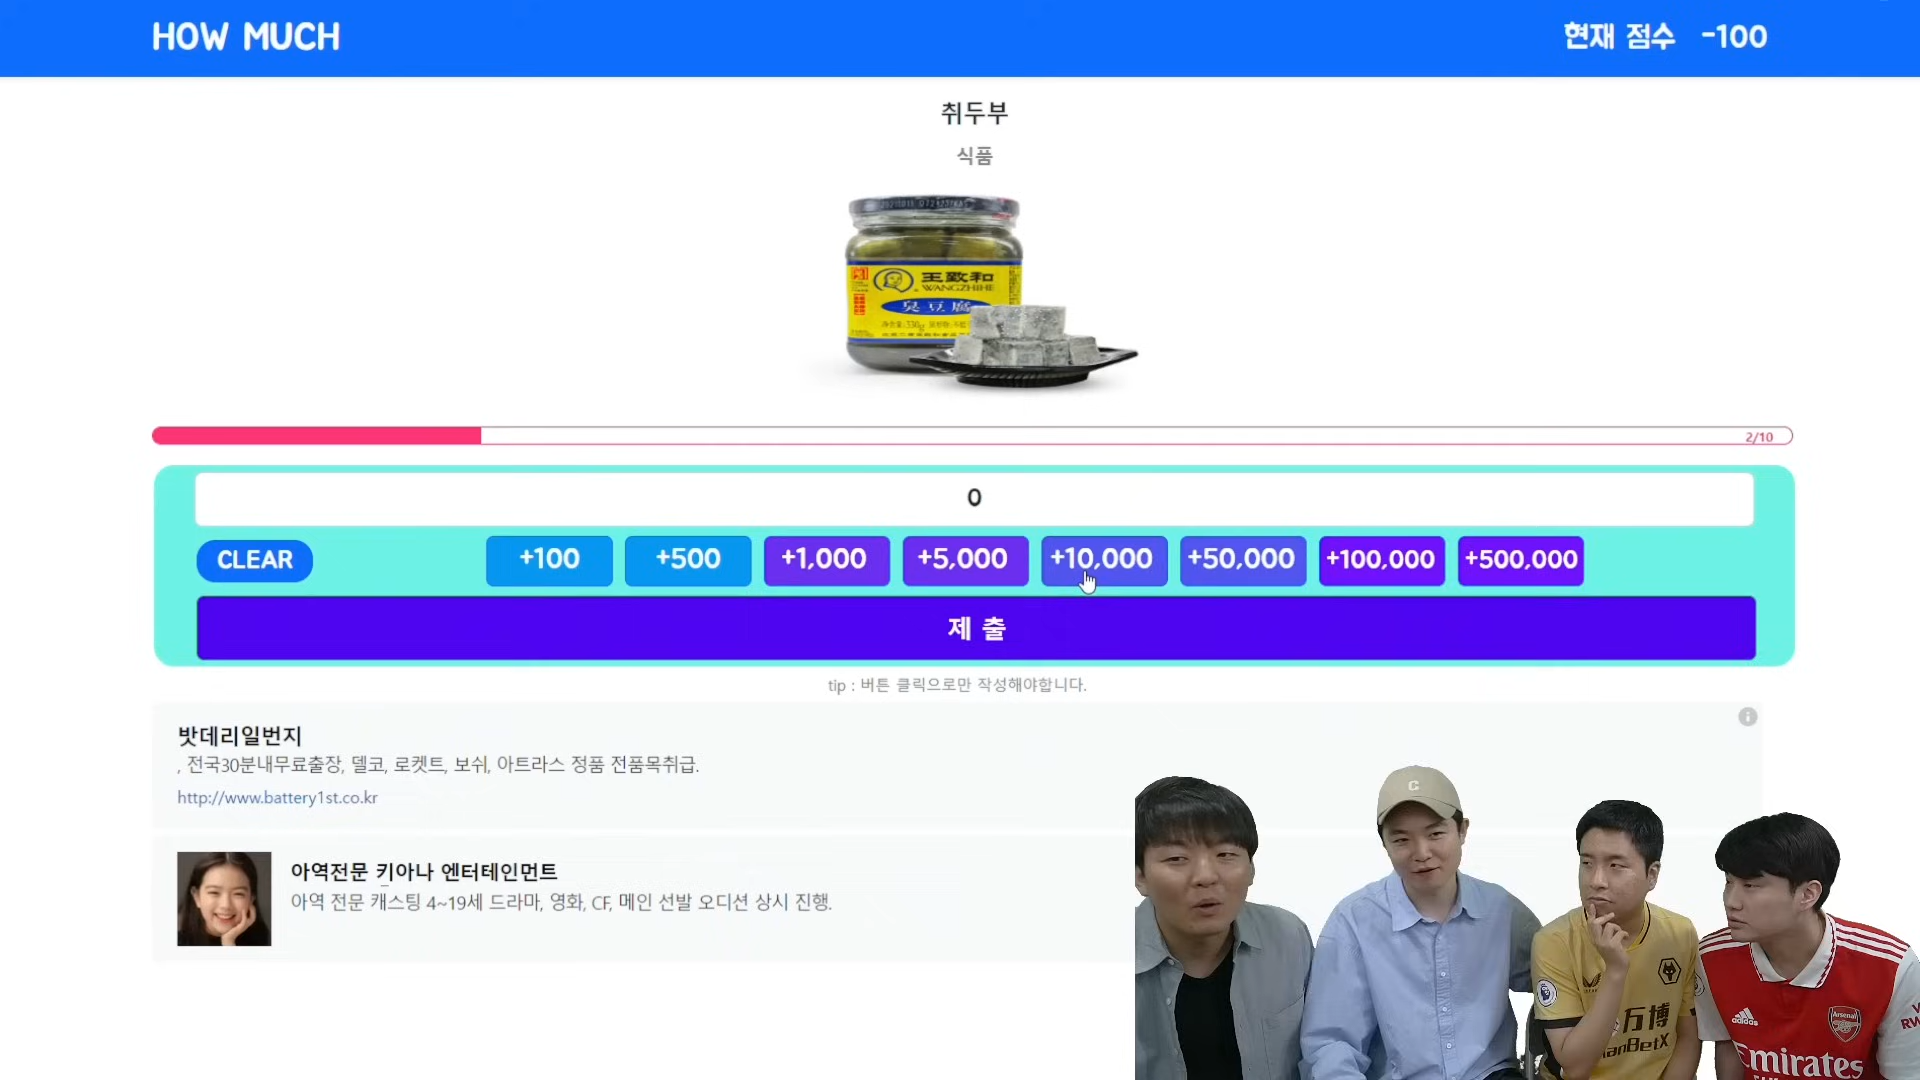 HOW MUCH
현재 점수 -100
취두부
식품
王致和
WANGZHIHE
臭豆腐
330g
2/10
0
CLEAR
+100
+500
+1,000
+5,000
+10,000
+50,000
+100,000
+500,000
제 출
tip : 버튼 클릭으로만 작성해야합니다.
밧데리일번지
, 전국30분내무료출장, 델코, 로켓트, 보쉬, 아트라스 정품 전품목취급.
http://www.battery1st.co.kr
아역전문 키아나 엔터테인먼트
아역 전문 캐스팅 4~19세 드라마, 영화, CF, 메인 선발 오디션 상시 진행.
C
万博
ManBetX
adidas
Arsenal
Emirates